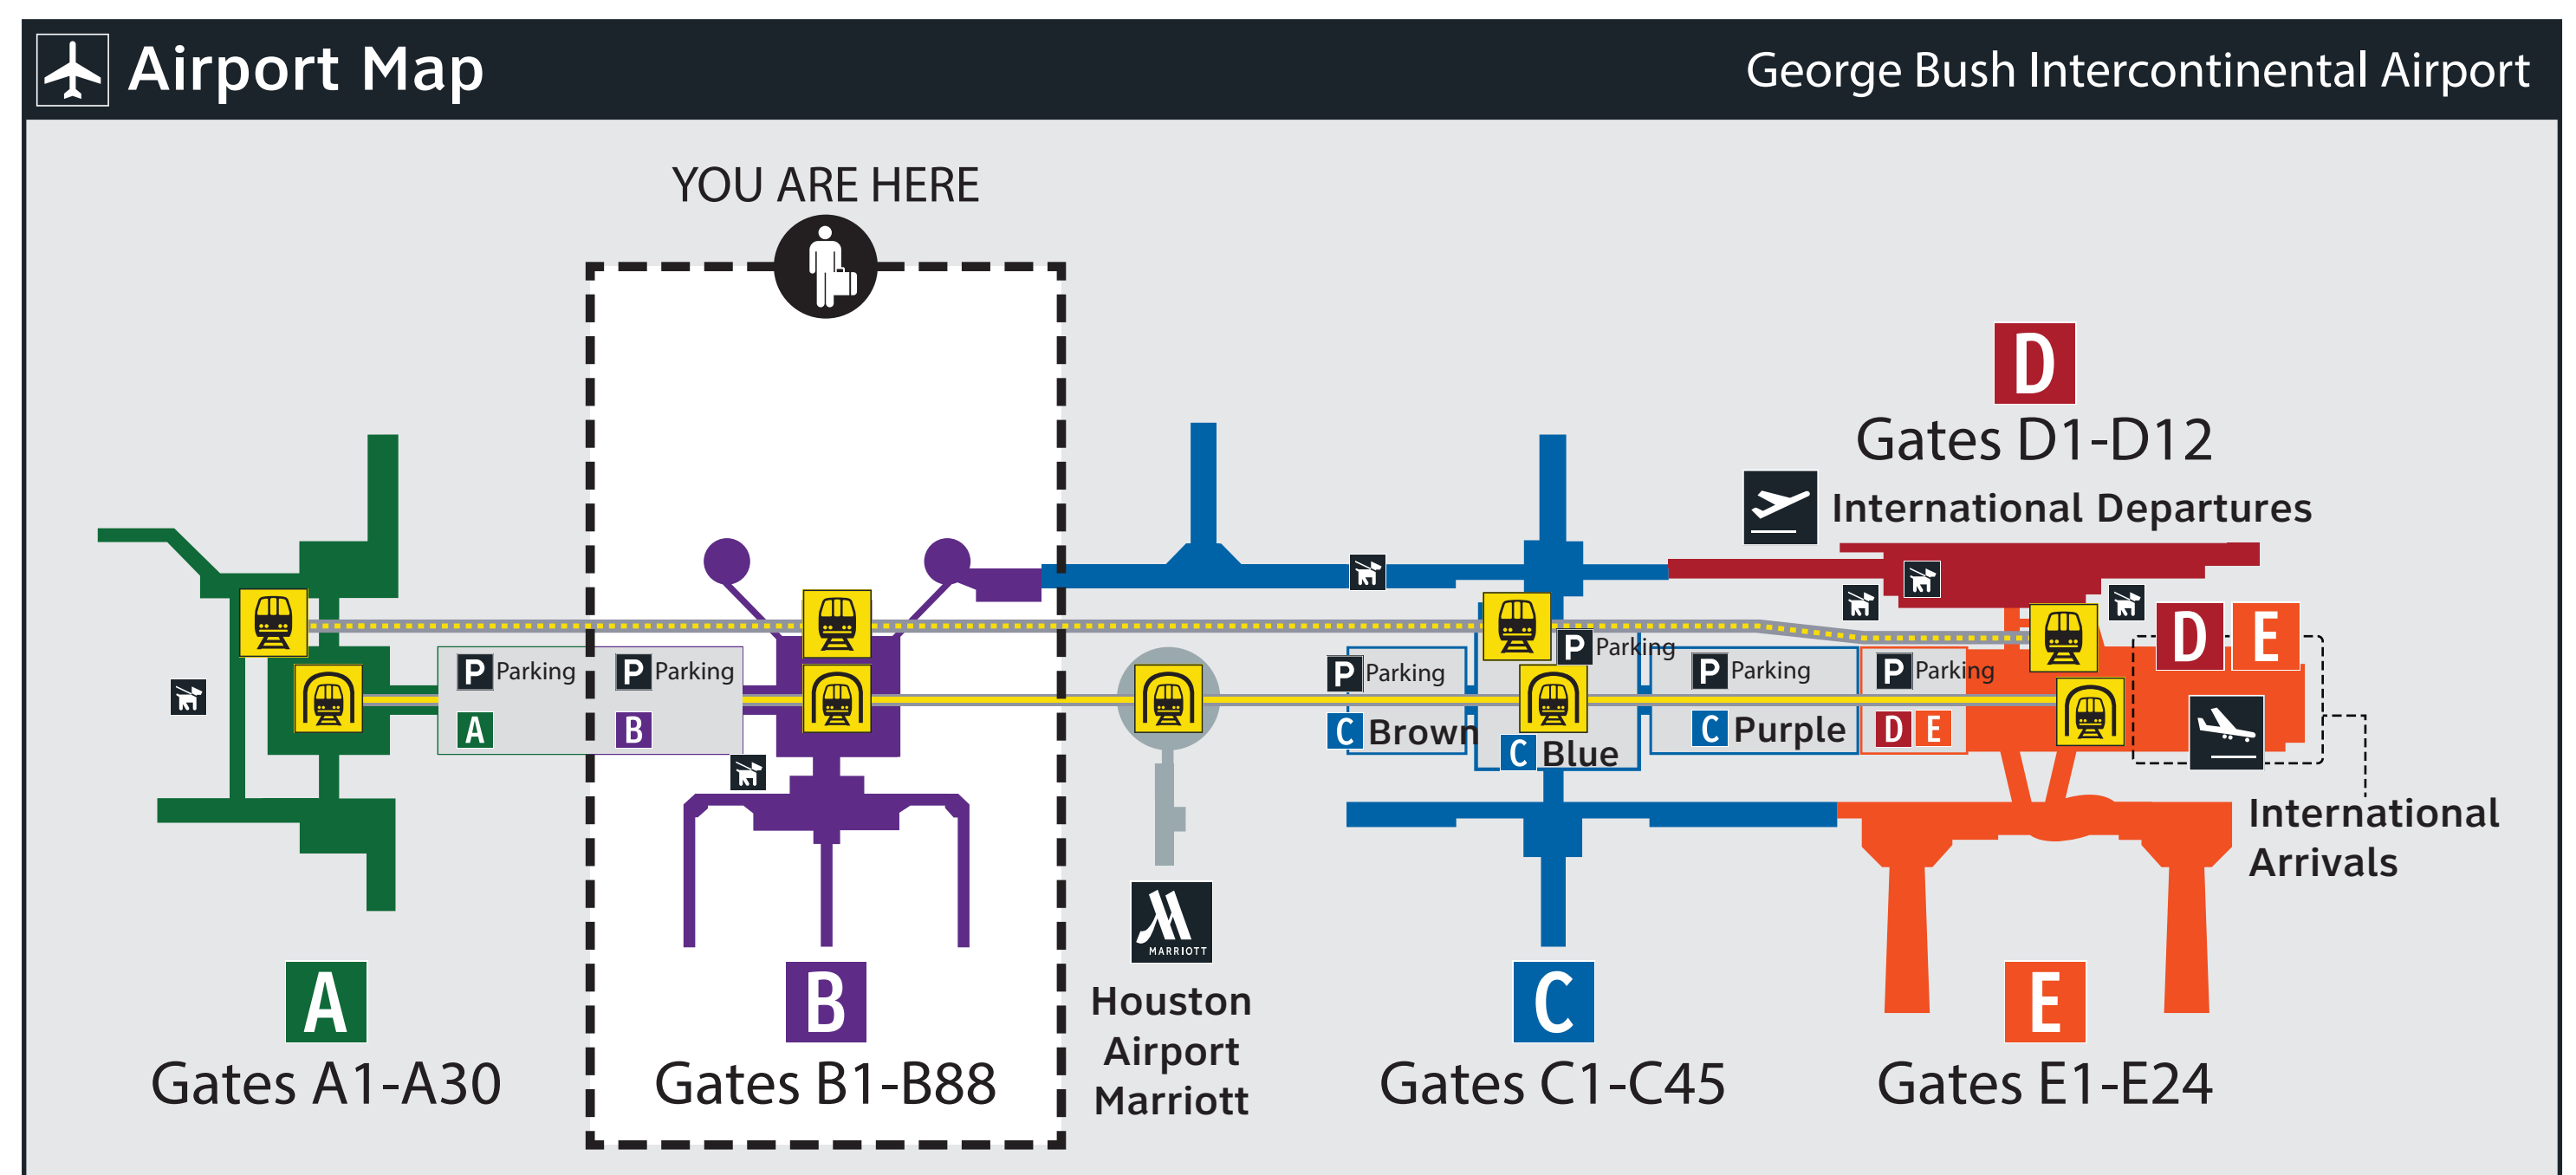 Airport Map
George Bush Intercontinental Airport
YOU ARE HERE
D
Gates D1-D12
International Departures
D E
P Parking
A
P Parking
B
P Parking
C Brown
P Parking
C Blue
P Parking
C Purple
P Parking
D E
International
Arrivals
MARRIOTT
A
Gates A1-A30
B
Gates B1-B88
Houston
Airport
Marriott
C
Gates C1-C45
E
Gates E1-E24